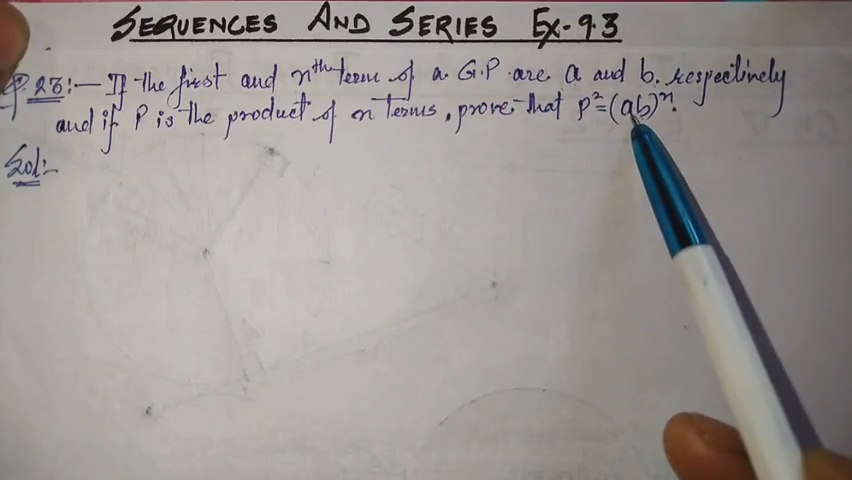 SEQUENCES AND SERIES Ex-9.3
Q.23:- If the first and nth term of a G.P are a and b. respectively
and if P is the product of n terms, prove that P²=(ab)ⁿ.
Sol:-